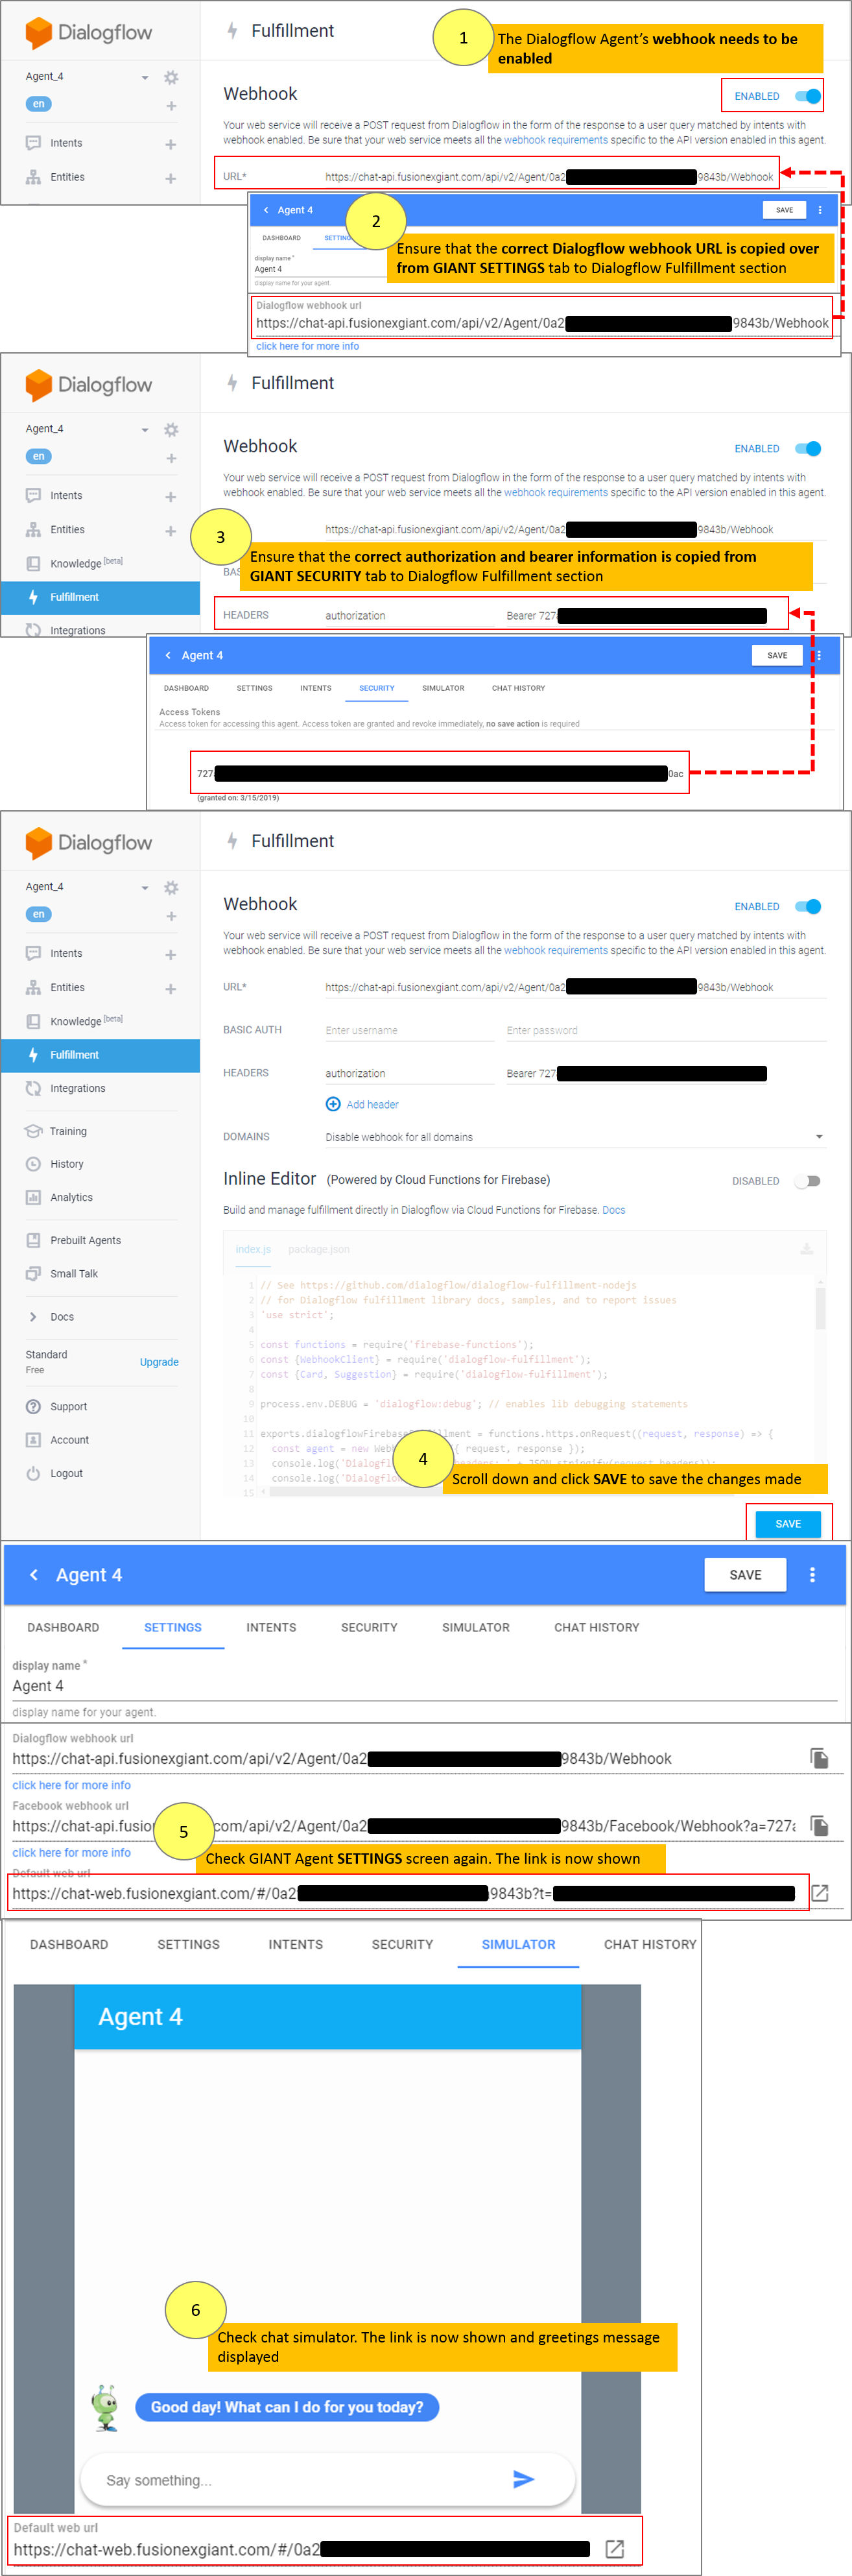 Dialogflow
Fulfillment
1
The Dialogflow Agent's webhook needs to be
enabled
Agent_4
en
Webhook
ENABLED
Your web service will receive a POST request from Dialogflow in the form of the response to a user query matched by intents with
webhook enabled. Be sure that your web service meets all the webhook requirements specific to the API version enabled in this agent.
Intents
Entities
URL*
https://chat-api.fusionexgiant.com/api/v2/Agent/0a2
9843b/Webhook
Agent 4
2
SAVE
DASHBOARD
Ensure that the correct Dialogflow webhook URL is copied over
from GIANT SETTINGS tab to Dialogflow Fulfillment section
display name *
Agent 4
display name for your agent.
Dialogflow webhook url
https://chat-api.fusionexgiant.com/api/v2/Agent/0a2
9843b/Webhook
click here for more info
Dialogflow
Fulfillment
Agent_4
en
Webhook
ENABLED
Your web service will receive a POST request from Dialogflow in the form of the response to a user query matched by intents with
webhook enabled. Be sure that your web service meets all the webhook requirements specific to the API version enabled in this agent.
Intents
Entities
https://chat-api.fusionexgiant.com/api/v2/Agent/0a2
9843b/Webhook
3
Ensure that the correct authorization and bearer information is copied from
GIANT SECURITY tab to Dialogflow Fulfillment section
Knowledge [beta]
Fulfillment
HEADERS
authorization
Bearer 727
Integrations
Agent 4
SAVE
DASHBOARD SETTINGS INTENTS SECURITY SIMULATOR CHAT HISTORY
Access Tokens
Access token for accessing this agent. Access token are granted and revoke immediately, no save action is required
727
0ac
(granted on: 3/15/2019)
Dialogflow
Fulfillment
Agent_4
en
Webhook
ENABLED
Your web service will receive a POST request from Dialogflow in the form of the response to a user query matched by intents with
webhook enabled. Be sure that your web service meets all the webhook requirements specific to the API version enabled in this agent.
Intents
Entities
URL*
https://chat-api.fusionexgiant.com/api/v2/Agent/0a2
9843b/Webhook
Knowledge [beta]
BASIC AUTH
Enter username
Enter password
Fulfillment
HEADERS
authorization
Bearer 727
Integrations
Add header
Training
DOMAINS
Disable webhook for all domains
History
Inline Editor (Powered by Cloud Functions for Firebase)
DISABLED
Analytics
Build and manage fulfillment directly in Dialogflow via Cloud Functions for Firebase. Docs
Prebuilt Agents
index.js
package.json
Small Talk
1 // See https://github.com/dialogflow/dialogflow-fulfillment-nodejs
2 // for Dialogflow fulfillment library docs, samples, and to report issues
3 'use strict';
4
5 const functions = require('firebase-functions');
6 const {WebhookClient} = require('dialogflow-fulfillment');
7 const {Card, Suggestion} = require('dialogflow-fulfillment');
8
9 process.env.DEBUG = 'dialogflow:debug'; // enables lib debugging statements
10
11 exports.dialogflowFirebase lment = functions.https.onRequest((request, response) => {
12 const agent = new Web { request, response });
13 console.log('Dialog
14 console.log('Dialogflo
15
Docs
Standard
Free
Upgrade
Support
Account
Logout
4
Scroll down and click SAVE to save the changes made
SAVE
Agent 4
SAVE
DASHBOARD SETTINGS INTENTS SECURITY SIMULATOR CHAT HISTORY
display name *
Agent 4
display name for your agent.
Dialogflow webhook url
https://chat-api.fusionexgiant.com/api/v2/Agent/0a2
9843b/Webhook
click here for more info
Facebook webhook url
https://chat-api.fusio
.com/api/v2/Agent/0a2
9843b/Facebook/Webhook?a=727a
click here for more info
5
Check GIANT Agent SETTINGS screen again. The link is now shown
Default web url
https://chat-web.fusionexgiant.com/#/0a2
9843b?t=
DASHBOARD SETTINGS INTENTS SECURITY SIMULATOR CHAT HISTORY
Agent 4
6
Check chat simulator. The link is now shown and greetings message
displayed
Good day! What can I do for you today?
Say something...
Default web url
https://chat-web.fusionexgiant.com/#/0a2